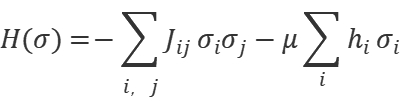 H(σ) = − ∑_{i, j} J_{ij} σ_i σ_j − μ ∑_i h_i σ_i